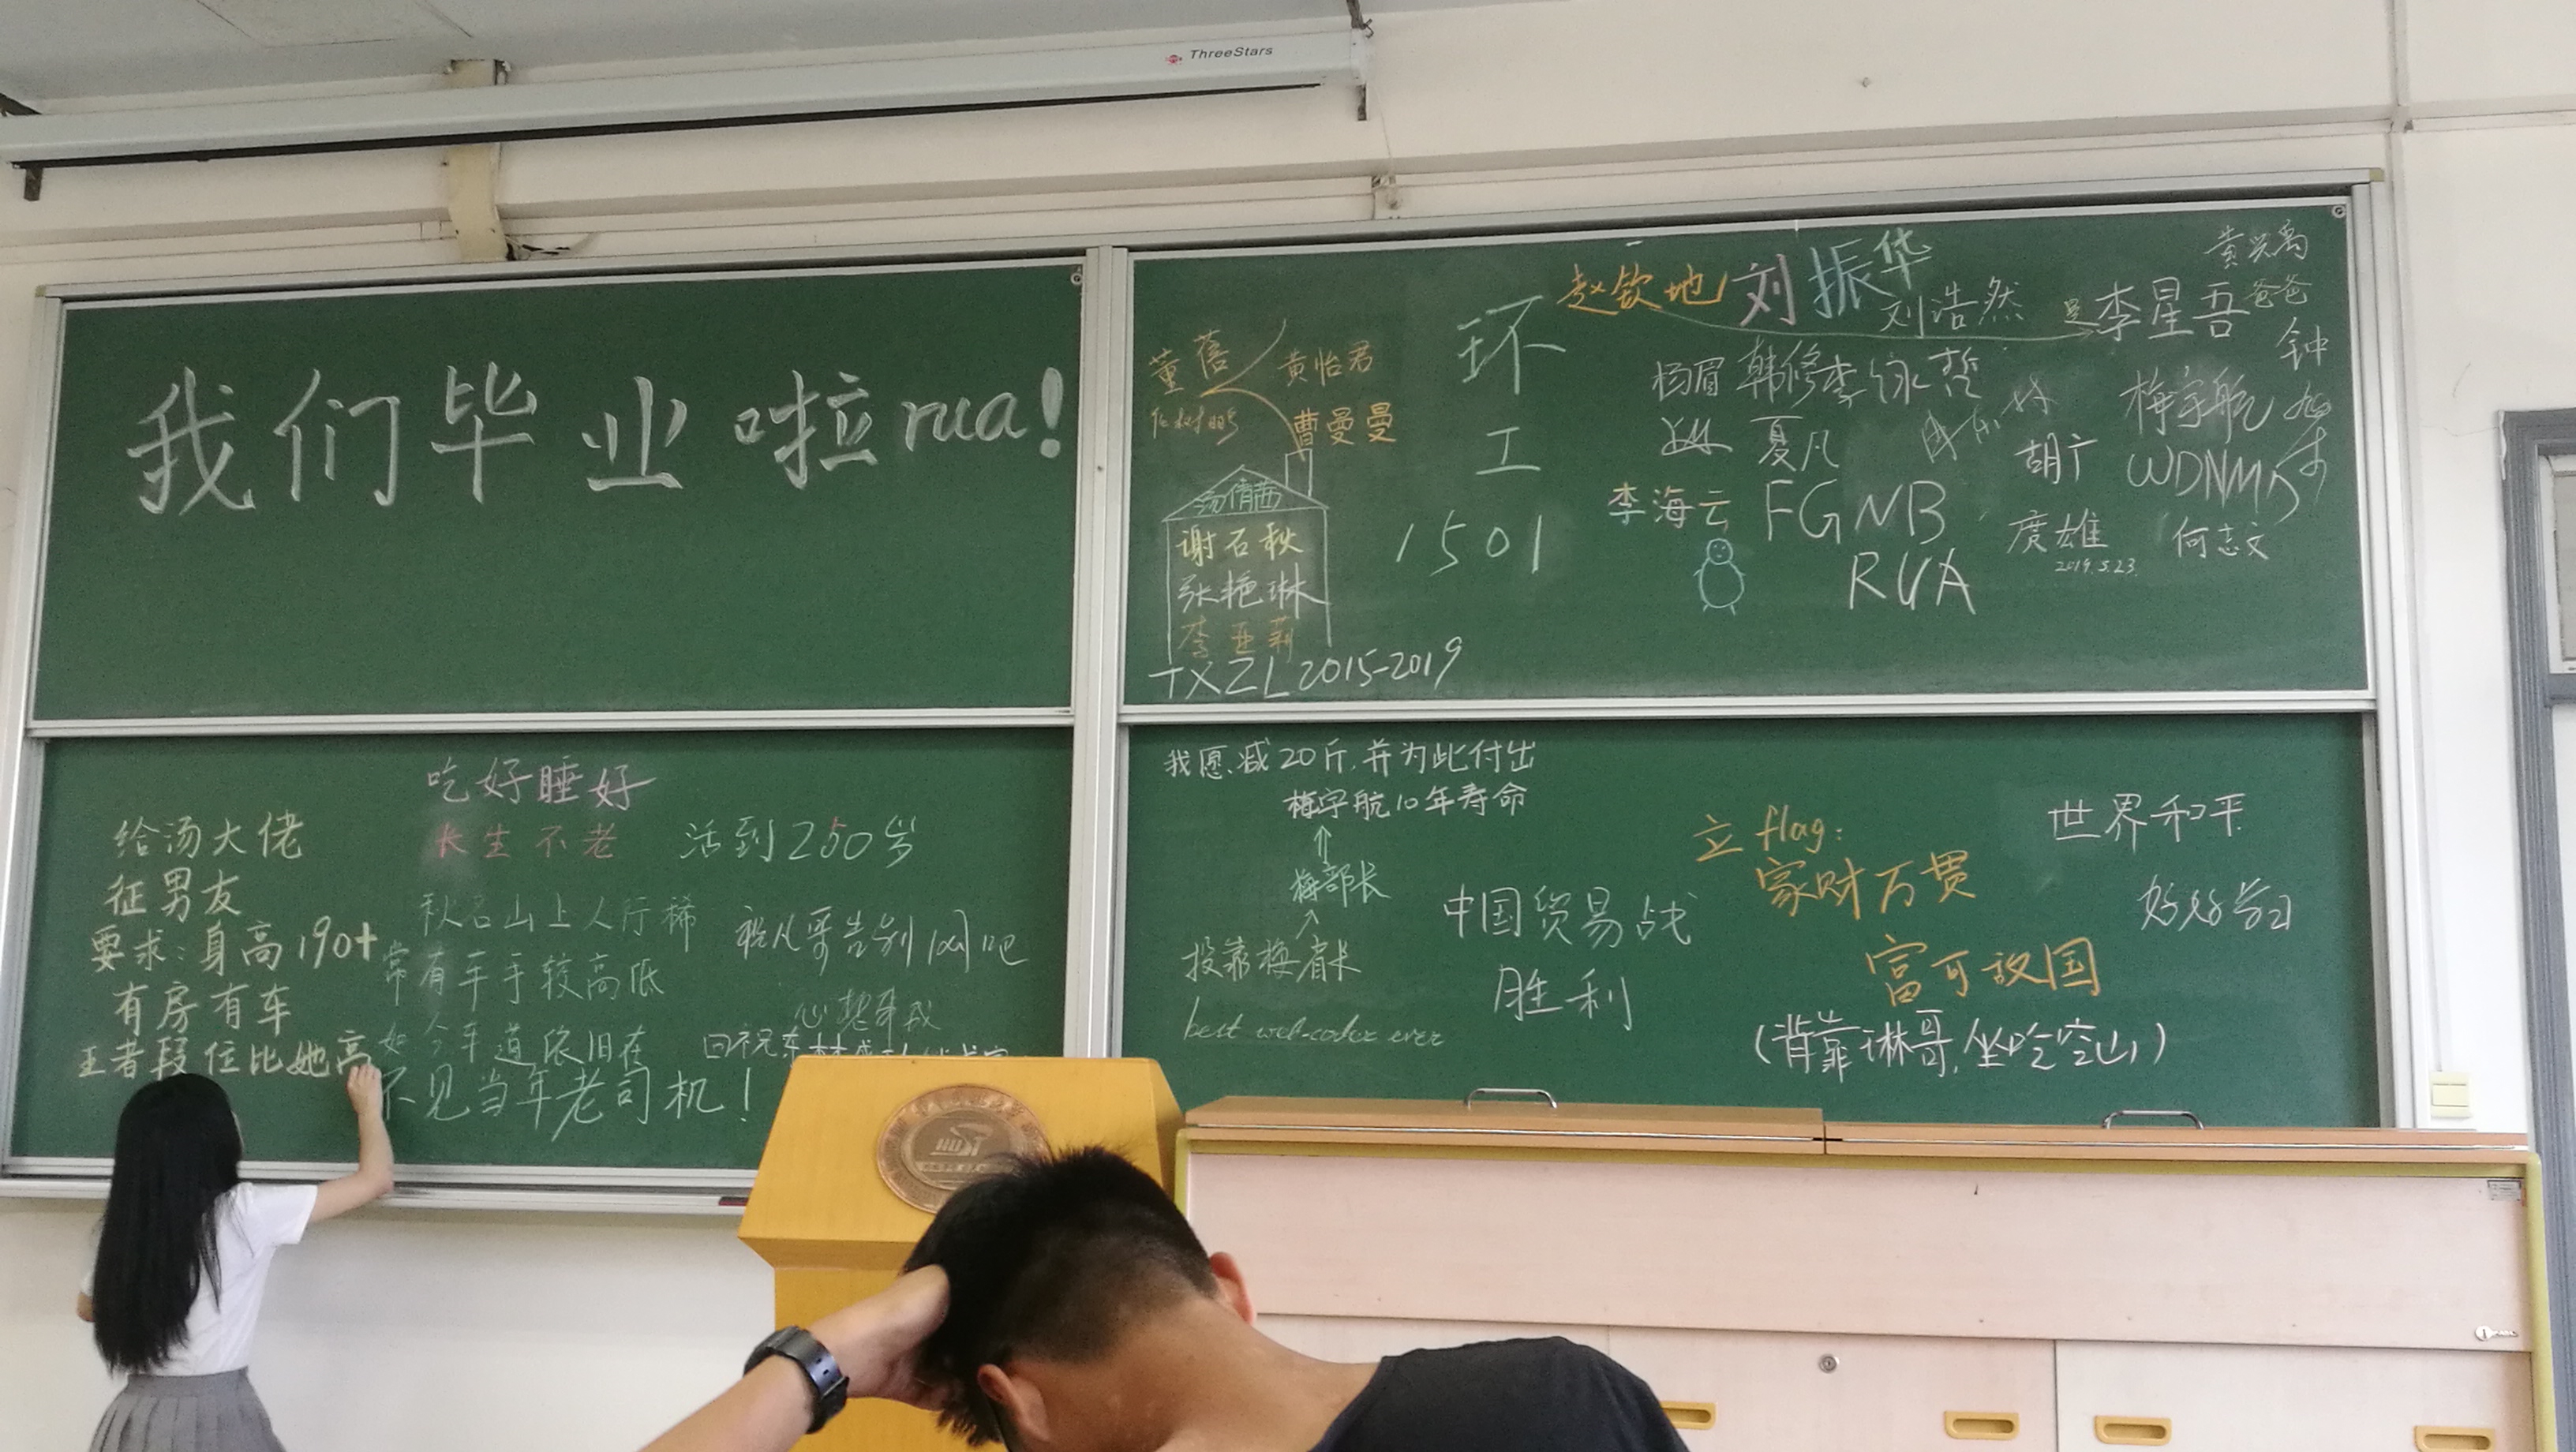 ThreeStars
我们毕业啦rua!
董蓓
黄怡君
曹曼曼
汤倩茜
谢石秋
张艳琳
李亚莉
TXZL 2015-2019
环
工
1501
赵钦地
刘振华
刘浩然
是
李星吾
黄兴禹
爸爸
杨眉
韩修
李泳哲
夏凡
胡广
梅宇航
钟
WDNMD
李海云
FGNB
RUA
庹雄
2019.5.23
何志文
吃好睡好
长生不老
活到250岁
给汤大佬
征男友
要求:身高190+
有房有车
王者段位比她高
秋名山上人行稀
常有车手较高低
如今车道依旧在
不见当年老司机!
祝凡哥告别网吧
心想事成
我愿减20斤,并为此付出
梅宇航10年寿命
梅部长
投靠梅省长
best web-coder ever
中国贸易战
胜利
立flag:
家财万贯
富可敌国
(背靠琳哥,坐吃空山)
世界和平
好好学习
HUST